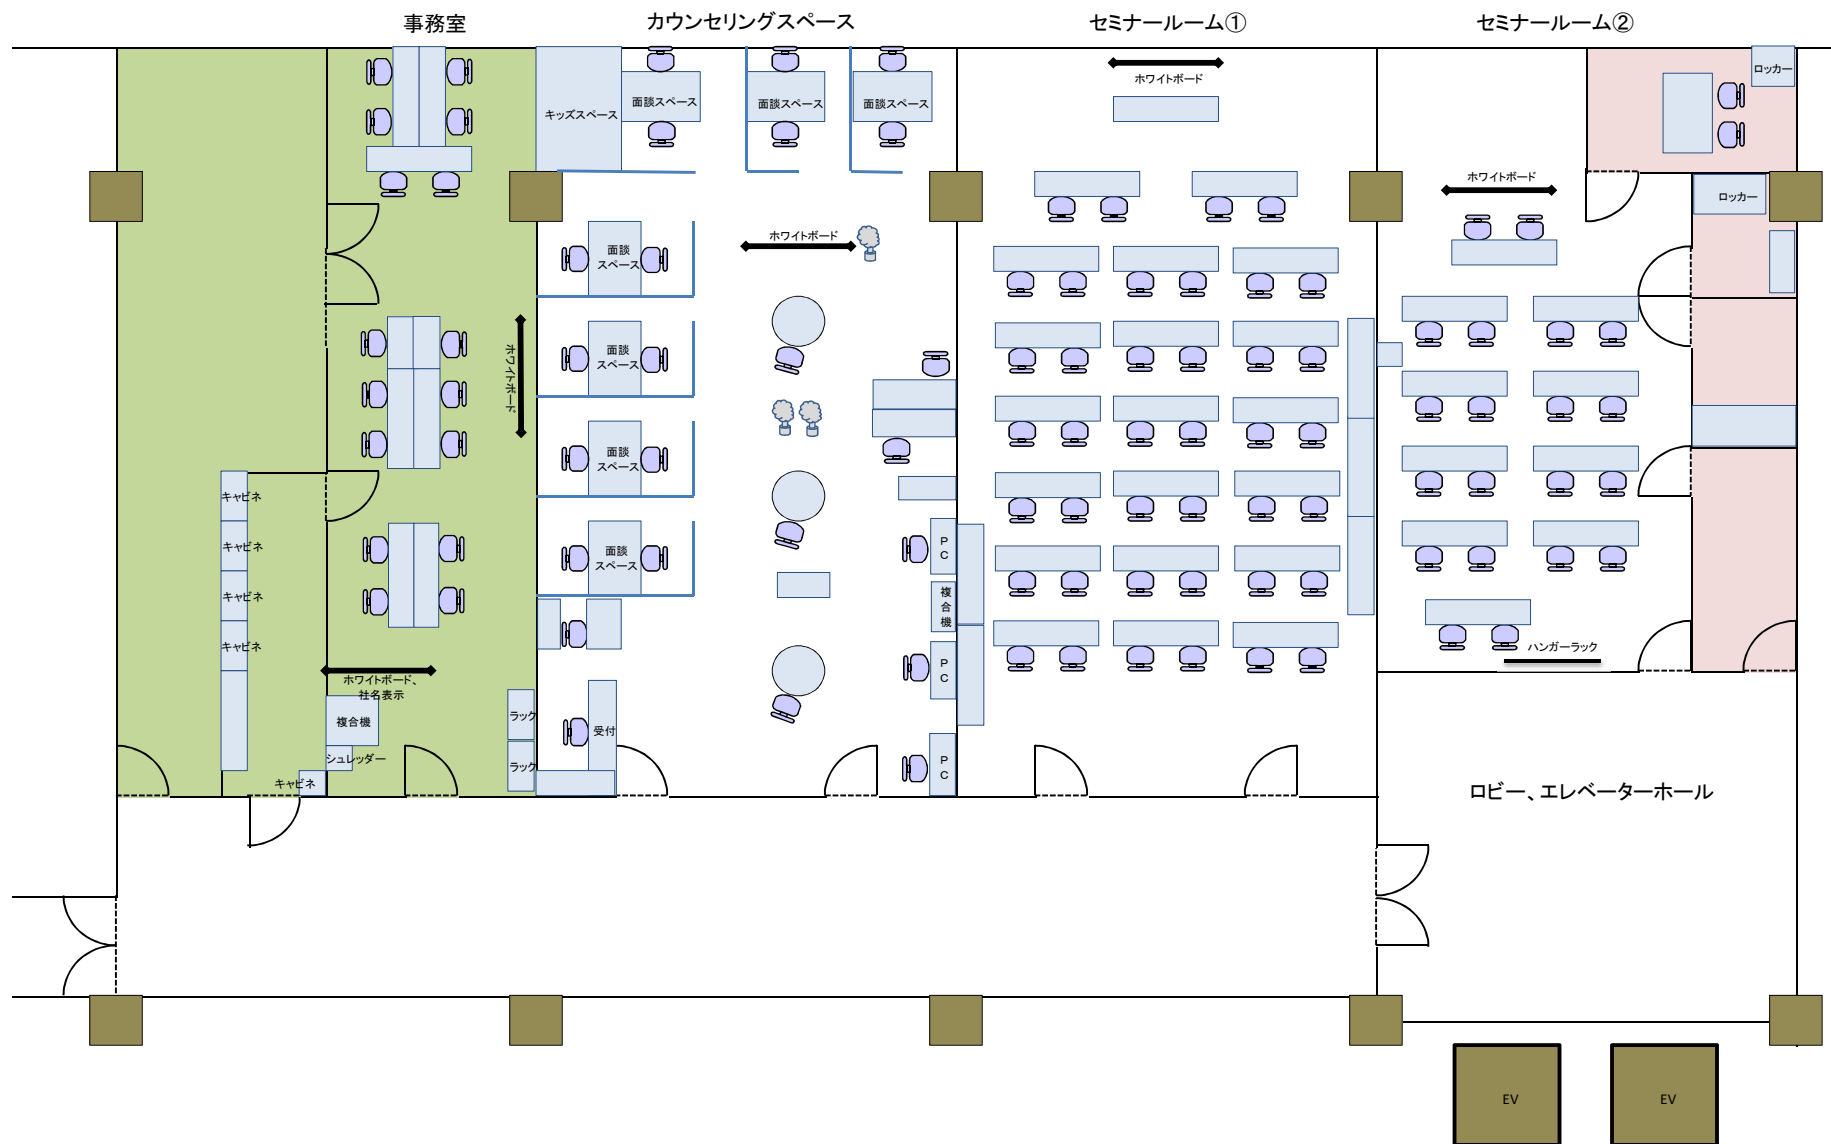 事務室
カウンセリングスペース
セミナールーム①
セミナールーム②
ホワイトボード
ロッカー
キッズスペース
面談スペース
面談スペース
面談スペース
ホワイトボード
ロッカー
ホワイトボード
面談
スペース
ホワイトボード
面談
スペース
面談
スペース
面談
スペース
キャビネ
キャビネ
キャビネ
キャビネ
PC
複合機
PC
PC
ホワイトボード、
社名表示
複合機
シュレッダー
キャビネ
ラック
ラック
受付
ハンガーラック
ロビー、エレベーターホール
EV
EV